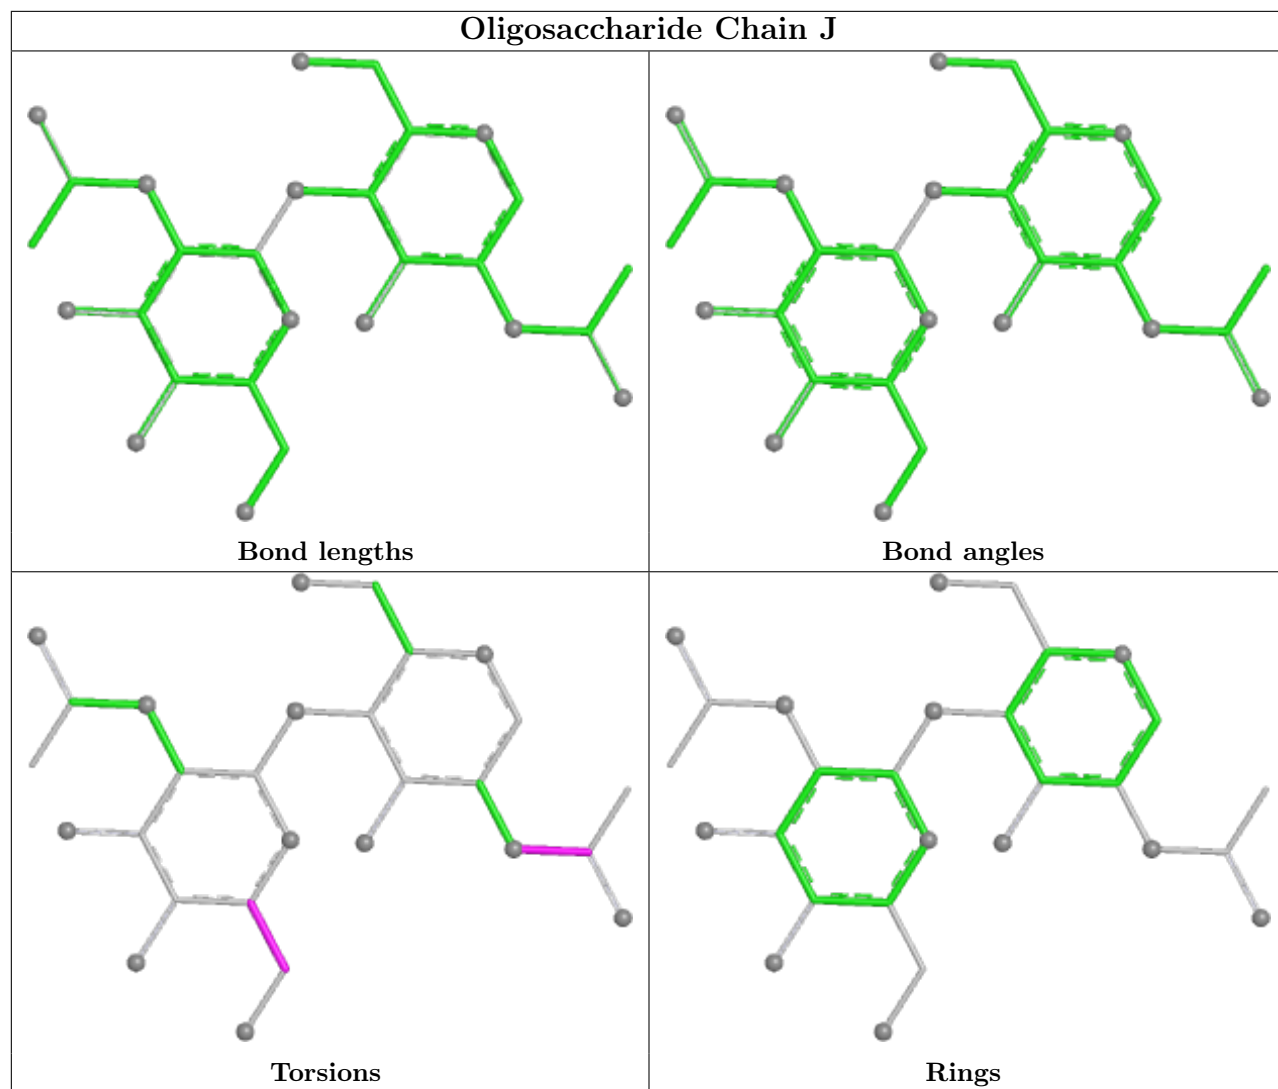 Oligosaccharide Chain J
Bond lengths
Bond angles
Torsions
Rings